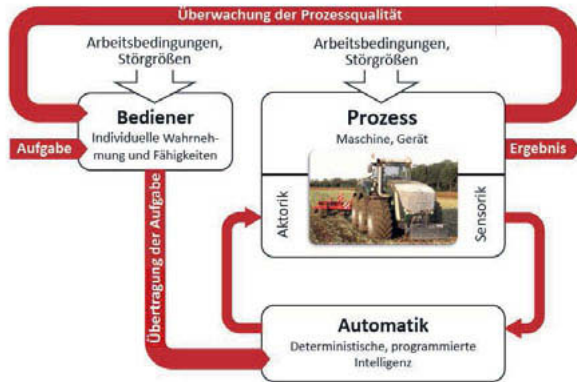 Überwachung der Prozessqualität
Arbeitsbedingungen,
Störgrößen
Arbeitsbedingungen,
Störgrößen
Aufgabe
Bediener
Individuelle Wahrneh-
mung und Fähigkeiten
Prozess
Maschine, Gerät
Ergebnis
Aktorik
Sensorik
Übertragung der Aufgabe
Automatik
Deterministische, programmierte
Intelligenz